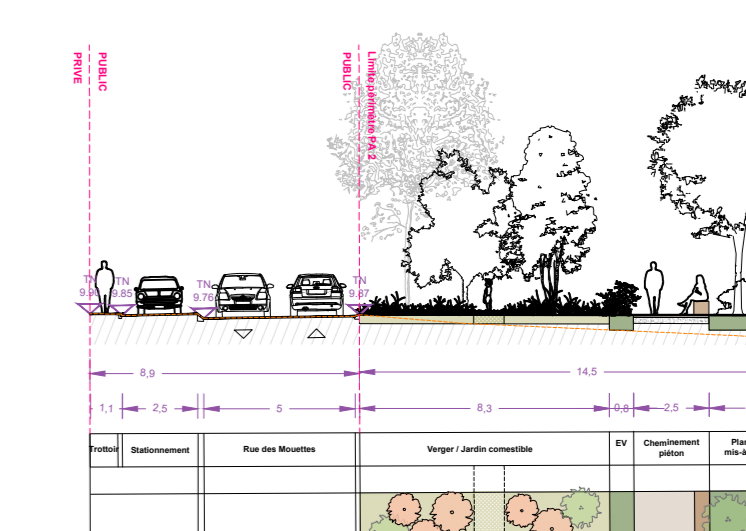 PRIVE
PUBLIC
PUBLIC
Limite périmètre PA 2
TN
TN
9.85
TN
9.76
TN
9.87
8,9
14,5
1,1
2,5
5
8,3
0,8
2,5
Trottoir
Stationnement
Rue des Mouettes
Verger / Jardin comestible
EV
Cheminement
piéton
mis-à